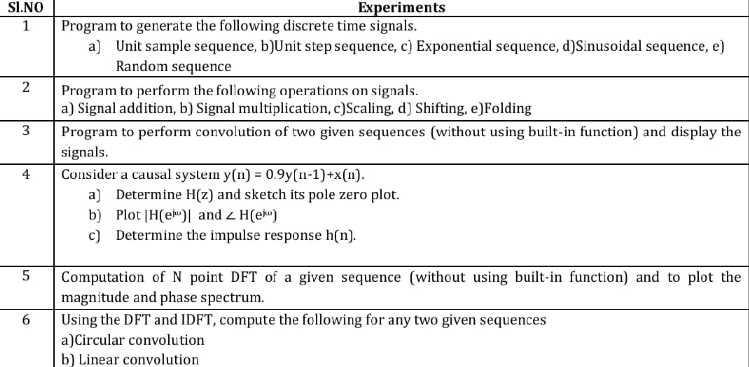 Sl.NO Experiments
1 Program to generate the following discrete time signals.
a) Unit sample sequence, b)Unit step sequence, c) Exponential sequence, d)Sinusoidal sequence, e)
Random sequence
2 Program to perform the following operations on signals.
a) Signal addition, b) Signal multiplication, c)Scaling, d) Shifting, e)Folding
3 Program to perform convolution of two given sequences (without using built-in function) and display the
signals.
4 Consider a causal system y(n) = 0.9y(n-1)+x(n).
a) Determine H(z) and sketch its pole zero plot.
b) Plot |H(e^jω)| and ∠ H(e^jω)
c) Determine the impulse response h(n).
5 Computation of N point DFT of a given sequence (without using built-in function) and to plot the
magnitude and phase spectrum.
6 Using the DFT and IDFT, compute the following for any two given sequences
a)Circular convolution
b) Linear convolution